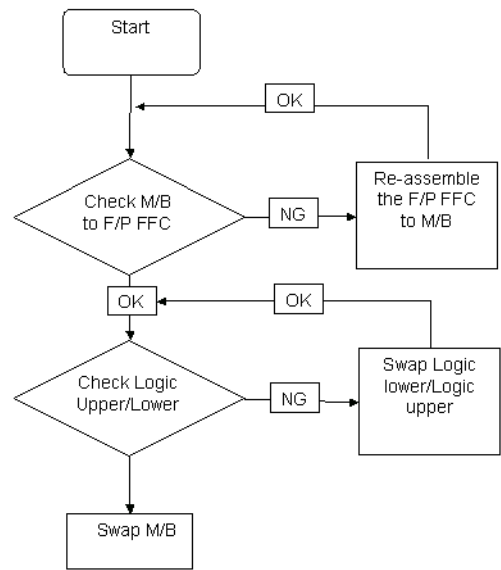 Start
OK
Check M/B
to F/P FFC
NG
Re-assemble
the F/P FFC
to M/B
OK
OK
Check Logic
Upper/Lower
NG
Swap Logic
lower/Logic
upper
Swap M/B